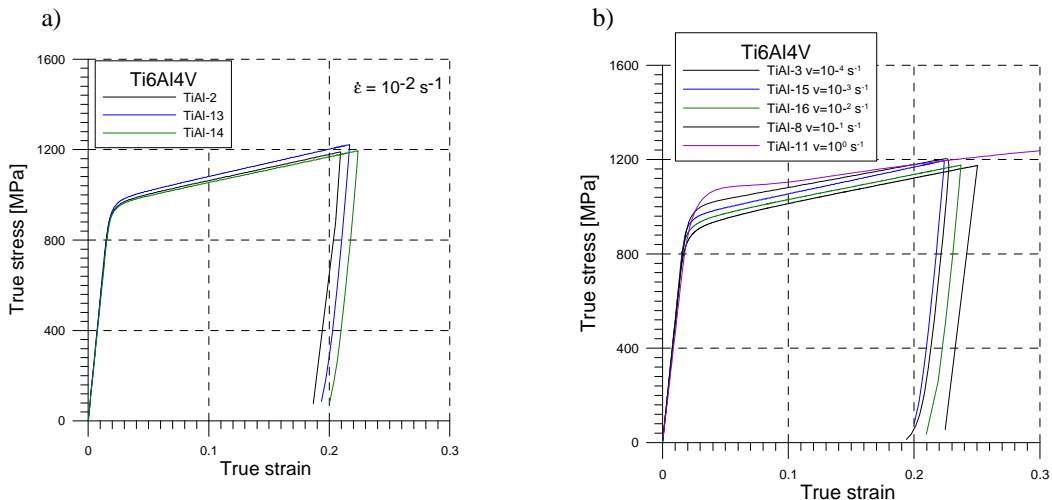 a)
1600
1200
800
400
0
True stress [MPa]
Ti6Al4V
TiAl-2
TiAl-13
TiAl-14
ε̇ = 10⁻² s⁻¹
0
0.1
0.2
0.3
True strain
b)
1600
1200
800
400
0
True stress [MPa]
Ti6Al4V
TiAl-3 v=10⁻⁴ s⁻¹
TiAl-15 v=10⁻³ s⁻¹
TiAl-16 v=10⁻² s⁻¹
TiAl-8 v=10⁻¹ s⁻¹
TiAl-11 v=10⁰ s⁻¹
0
0.1
0.2
0.3
True strain